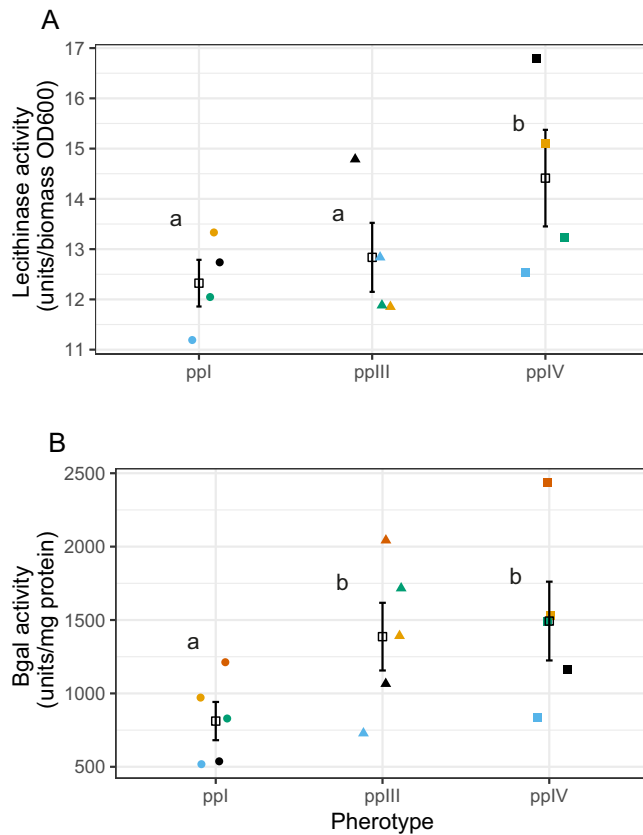 A
Lecithinase activity
(units/biomass OD600)
17
16
15
14
13
12
11
a
a
b
ppI
ppIII
ppIV
B
Bgal activity
(units/mg protein)
2500
2000
1500
1000
500
a
b
b
ppI
ppIII
ppIV
Pherotype